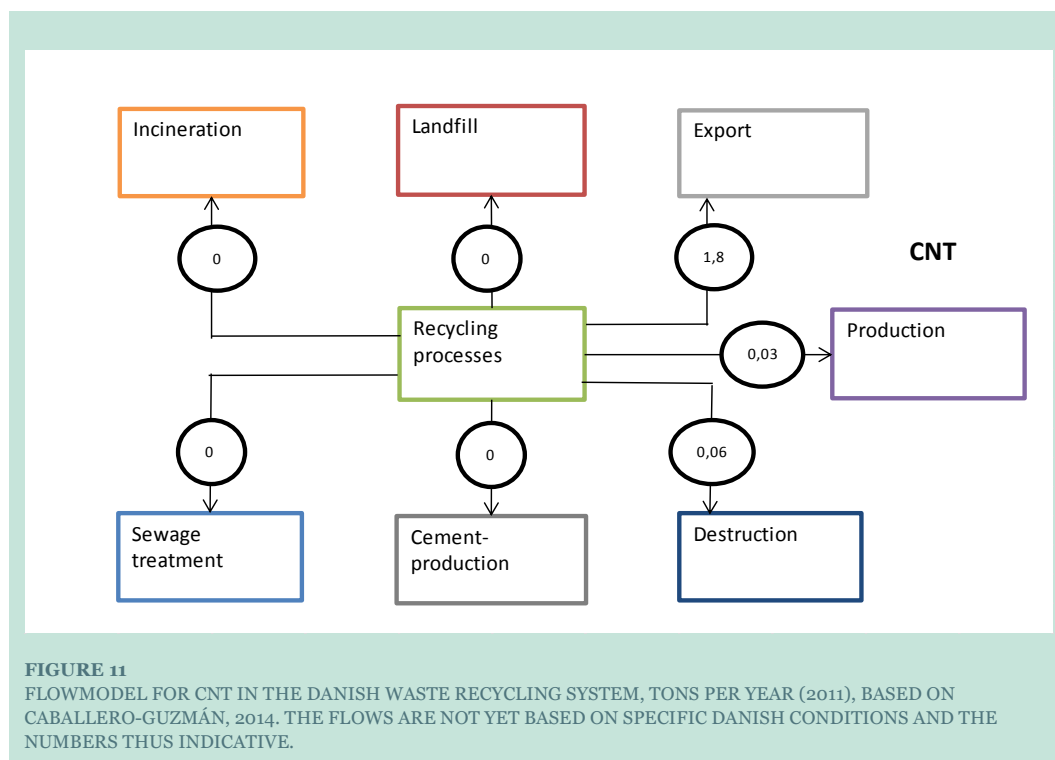 Incineration
Landfill
Export
0
0
1,8
CNT
Recycling
processes
Production
0,03
0
0
0,06
Sewage
treatment
Cement-
production
Destruction
FIGURE 11
FLOWMODEL FOR CNT IN THE DANISH WASTE RECYCLING SYSTEM, TONS PER YEAR (2011), BASED ON
CABALLERO-GUZMÁN, 2014. THE FLOWS ARE NOT YET BASED ON SPECIFIC DANISH CONDITIONS AND THE
NUMBERS THUS INDICATIVE.